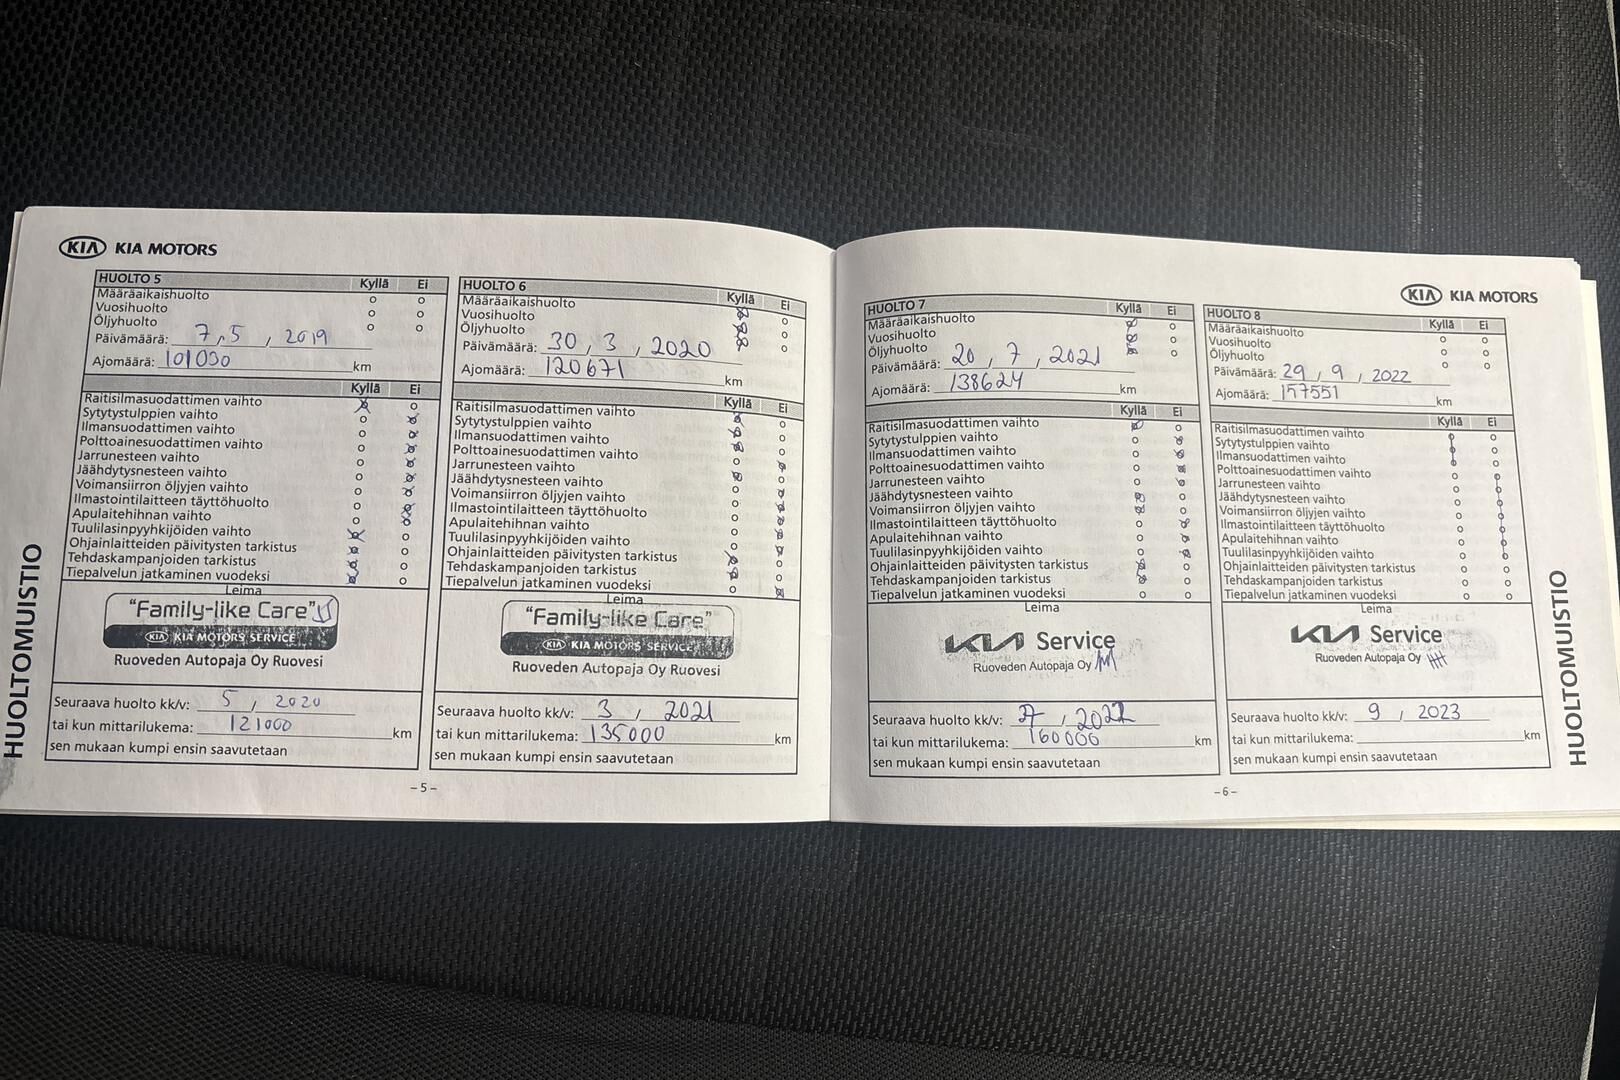 KIA KIA MOTORS
HUOLTO 5 Kyllä Ei
Määräaikaishuolto
Vuosihuolto
Öljyhuolto
Päivämäärä: 7,5 , 2019
Ajomäärä: 101030 km
Kyllä Ei
Raitisilmasuodattimen vaihto
Sytytystulppien vaihto
Ilmansuodattimen vaihto
Polttoainesuodattimen vaihto
Jarrunesteen vaihto
Jäähdytysnesteen vaihto
Voimansiirron öljyjen vaihto
Ilmastointilaitteen täyttöhuolto
Apulaitehihnan vaihto
Tuulilasinpyyhkijöiden vaihto
Ohjainlaitteiden päivitysten tarkistus
Tehdaskampanjoiden tarkistus
Tiepalvelun jatkaminen vuodeksi
Leima
"Family-like Care"
KIA KIA MOTORS SERVICE
Ruoveden Autopaja Oy Ruovesi
Seuraava huolto kk/v: 5 , 2020
tai kun mittarilukema: 121000 km
sen mukaan kumpi ensin saavutetaan
HUOLTO 6 Kyllä Ei
Määräaikaishuolto
Vuosihuolto
Öljyhuolto
Päivämäärä: 30 , 3 , 2020
Ajomäärä: 120671 km
Kyllä Ei
Raitisilmasuodattimen vaihto
Sytytystulppien vaihto
Ilmansuodattimen vaihto
Polttoainesuodattimen vaihto
Jarrunesteen vaihto
Jäähdytysnesteen vaihto
Voimansiirron öljyjen vaihto
Ilmastointilaitteen täyttöhuolto
Apulaitehihnan vaihto
Tuulilasinpyyhkijöiden vaihto
Ohjainlaitteiden päivitysten tarkistus
Tehdaskampanjoiden tarkistus
Tiepalvelun jatkaminen vuodeksi
Leima
"Family-like Care"
KIA KIA MOTORS SERVICE
Ruoveden Autopaja Oy Ruovesi
Seuraava huolto kk/v: 3 , 2021
tai kun mittarilukema: 135000 km
sen mukaan kumpi ensin saavutetaan
HUOLTOMUISTIO
-5-
KIA KIA MOTORS
HUOLTO 7 Kyllä Ei
Määräaikaishuolto
Vuosihuolto
Öljyhuolto
Päivämäärä: 20 , 7 , 2021
Ajomäärä: 138624 km
Kyllä Ei
Raitisilmasuodattimen vaihto
Sytytystulppien vaihto
Ilmansuodattimen vaihto
Polttoainesuodattimen vaihto
Jarrunesteen vaihto
Jäähdytysnesteen vaihto
Voimansiirron öljyjen vaihto
Ilmastointilaitteen täyttöhuolto
Apulaitehihnan vaihto
Tuulilasinpyyhkijöiden vaihto
Ohjainlaitteiden päivitysten tarkistus
Tehdaskampanjoiden tarkistus
Tiepalvelun jatkaminen vuodeksi
Leima
KIA Service
Ruoveden Autopaja Oy
Seuraava huolto kk/v: 7 , 2022
tai kun mittarilukema: 160000 km
sen mukaan kumpi ensin saavutetaan
HUOLTO 8 Kyllä Ei
Määräaikaishuolto
Vuosihuolto
Öljyhuolto
Päivämäärä: 29 , 9 , 2022
Ajomäärä: 157551 km
Kyllä Ei
Raitisilmasuodattimen vaihto
Sytytystulppien vaihto
Ilmansuodattimen vaihto
Polttoainesuodattimen vaihto
Jarrunesteen vaihto
Jäähdytysnesteen vaihto
Voimansiirron öljyjen vaihto
Ilmastointilaitteen täyttöhuolto
Apulaitehihnan vaihto
Tuulilasinpyyhkijöiden vaihto
Ohjainlaitteiden päivitysten tarkistus
Tehdaskampanjoiden tarkistus
Tiepalvelun jatkaminen vuodeksi
Leima
KIA Service
Ruoveden Autopaja Oy
Seuraava huolto kk/v: 9 , 2023
tai kun mittarilukema: km
sen mukaan kumpi ensin saavutetaan
HUOLTOMUISTIO
-6-